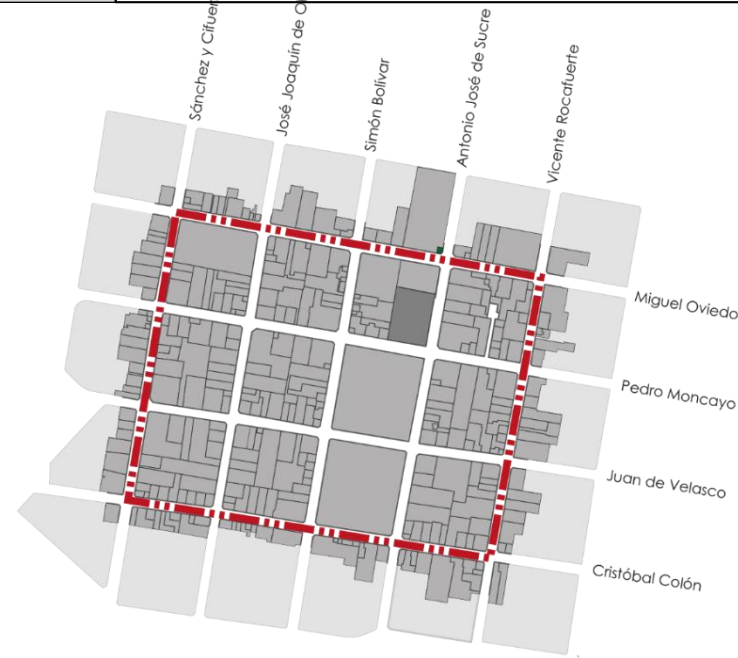 Sánchez y Cifuen
José Joaquín de O
Simón Bolívar
Antonio José de Sucre
Vicente Rocafuerte
Miguel Oviedo
Pedro Moncayo
Juan de Velasco
Cristóbal Colón